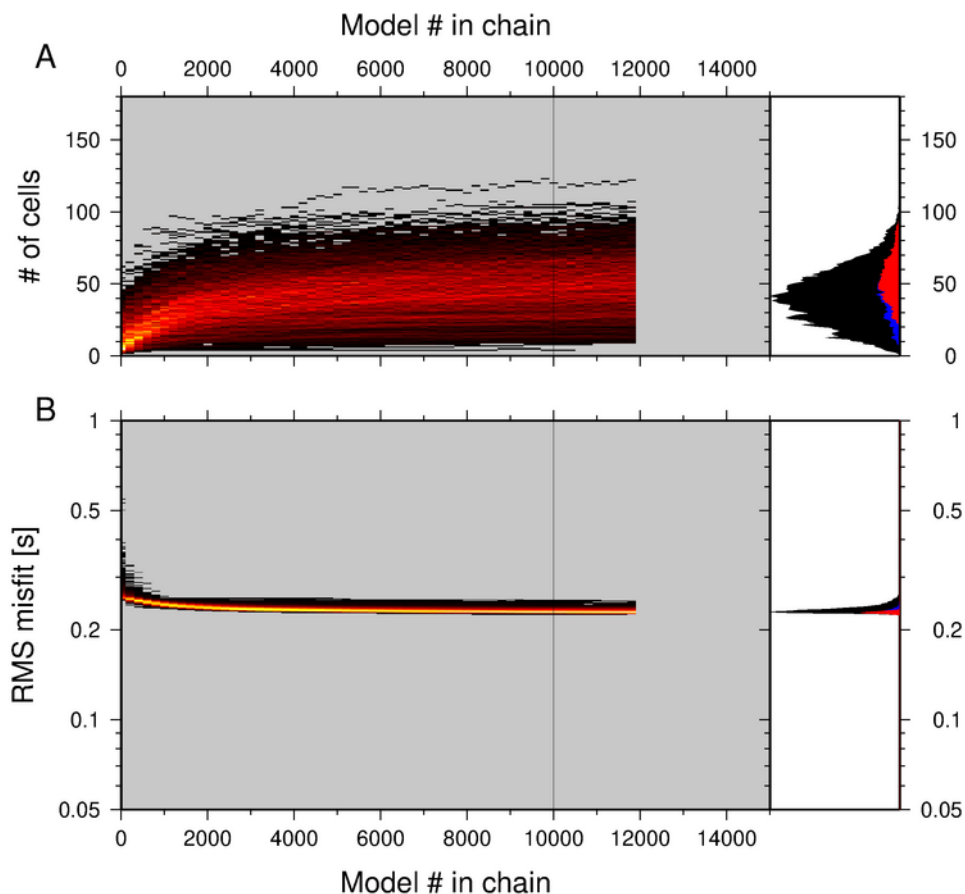 Model # in chain
A
0 2000 4000 6000 8000 10000 12000 14000
# of cells
150 150
100 100
50 50
0 0
B
RMS misfit [s]
1 1
0.5 0.5
0.2 0.2
0.1 0.1
0.05 0.05
0 2000 4000 6000 8000 10000 12000 14000
Model # in chain